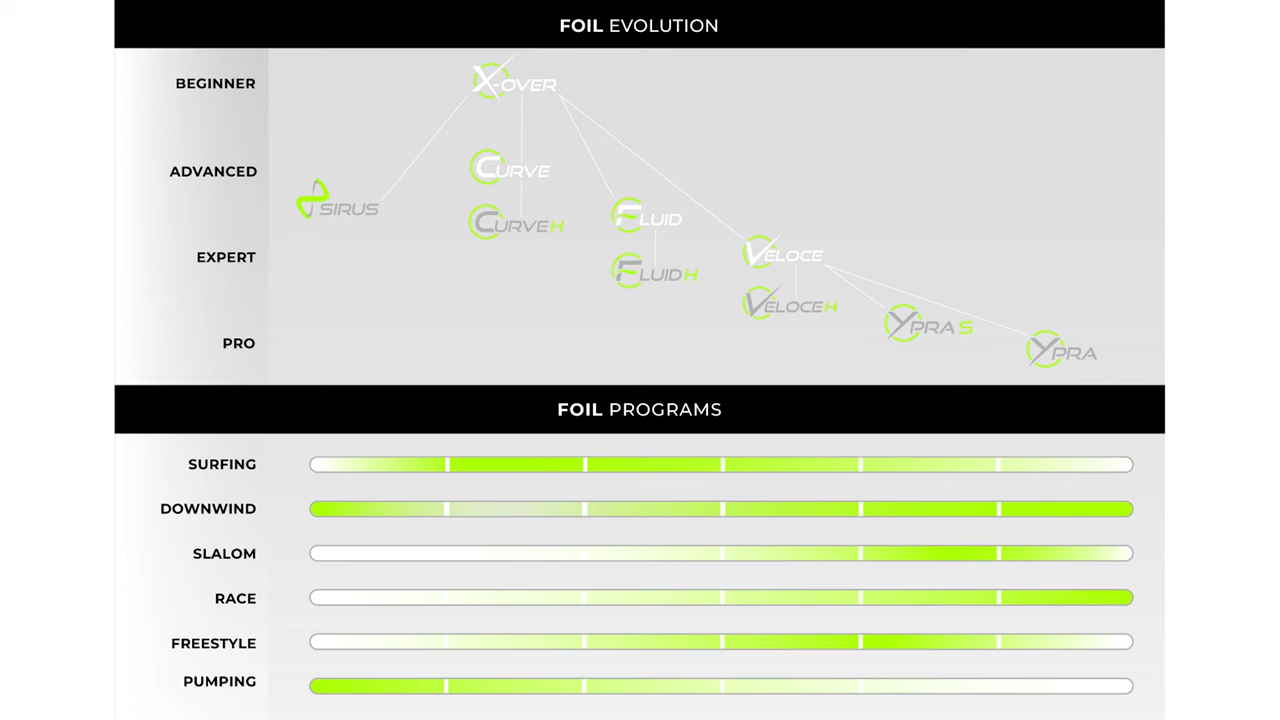 FOIL EVOLUTION
BEGINNER
X-OVER
ADVANCED
CURVE
SIRUS
CURVE H
FLUID
EXPERT
VELOCE
FLUID H
VELOCE H
YPRA S
PRO
YPRA
FOIL PROGRAMS
SURFING
DOWNWIND
SLALOM
RACE
FREESTYLE
PUMPING